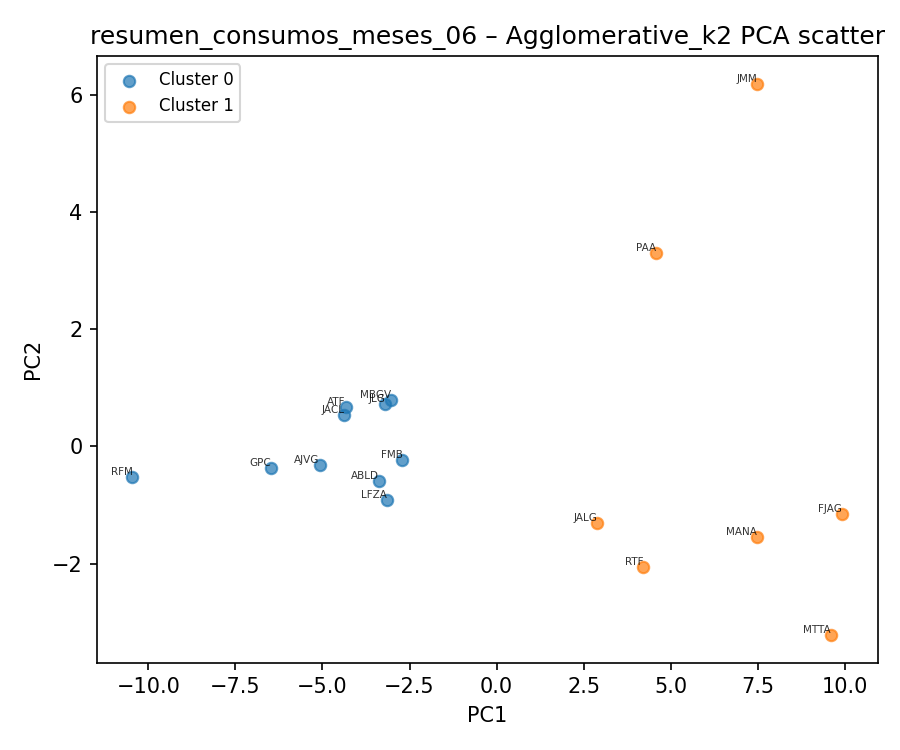 resumen_consumos_meses_06 – Agglomerative_k2 PCA scatter
Cluster 0
Cluster 1
JMM
PAA
MBGV
JLG
ATF
JACL
FMB
AJVG
GPC
RFM
ABLD
LFZA
JALG
FJAG
MANA
RTF
MTTA
6
4
2
0
−2
PC2
−10.0 −7.5 −5.0 −2.5 0.0 2.5 5.0 7.5 10.0
PC1